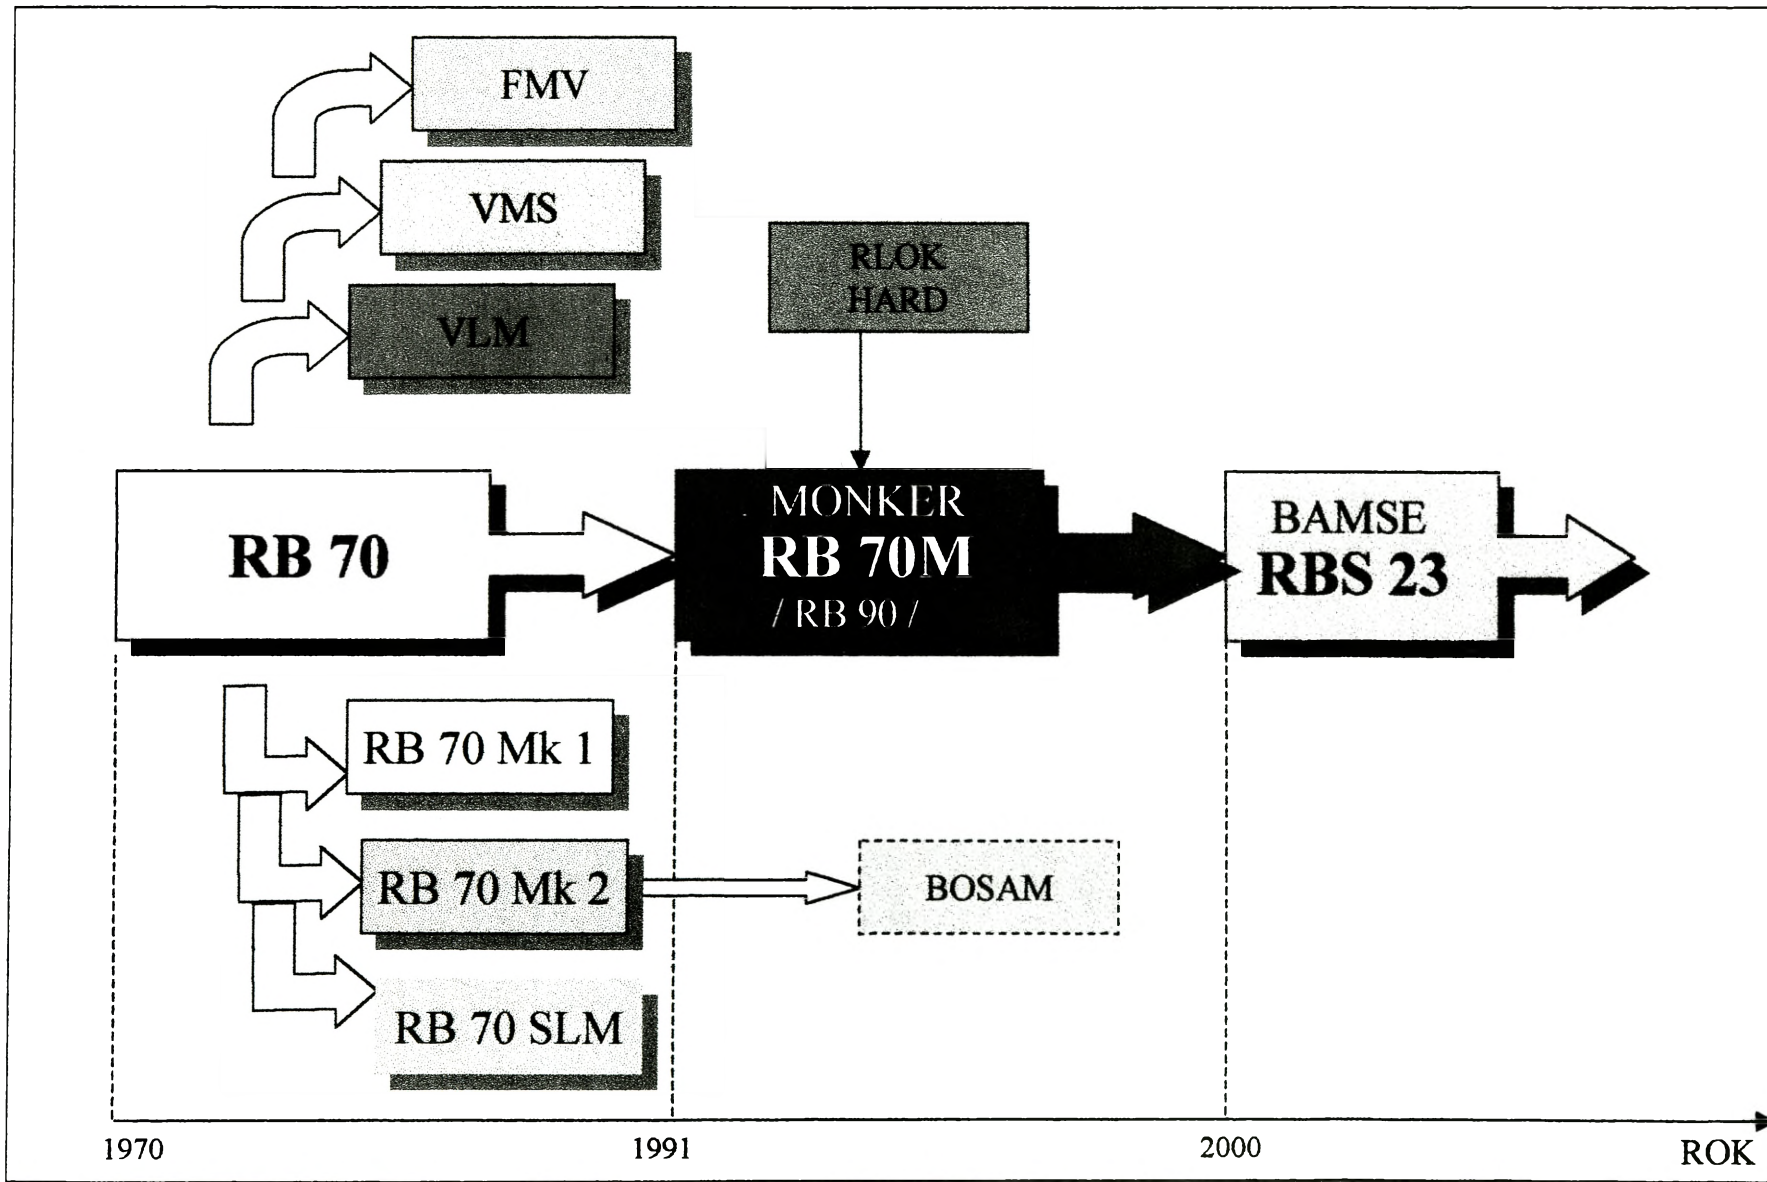 FMV
VMS
VLM
RLOK
HARD
RB 70
MONKER
RB 70M
/ RB 90 /
BAMSE
RBS 23
RB 70 Mk 1
RB 70 Mk 2
BOSAM
RB 70 SLM
1970
1991
2000
ROK